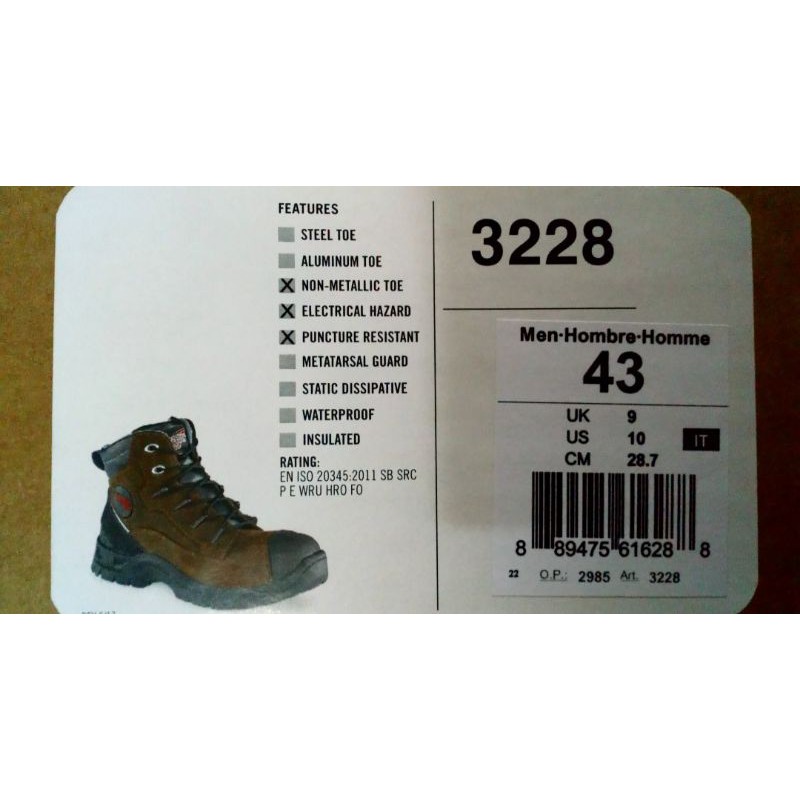 FEATURES
STEEL TOE
ALUMINUM TOE
X NON-METALLIC TOE
X ELECTRICAL HAZARD
X PUNCTURE RESISTANT
METATARSAL GUARD
STATIC DISSIPATIVE
WATERPROOF
INSULATED
RATING:
EN ISO 20345:2011 SB SRC
P E WRU HRO FO
3228
Men·Hombre·Homme
43
UK 9
US 10 IT
CM 28.7
8 89475 61628 8
22 O.P.: 2985 Art. 3228